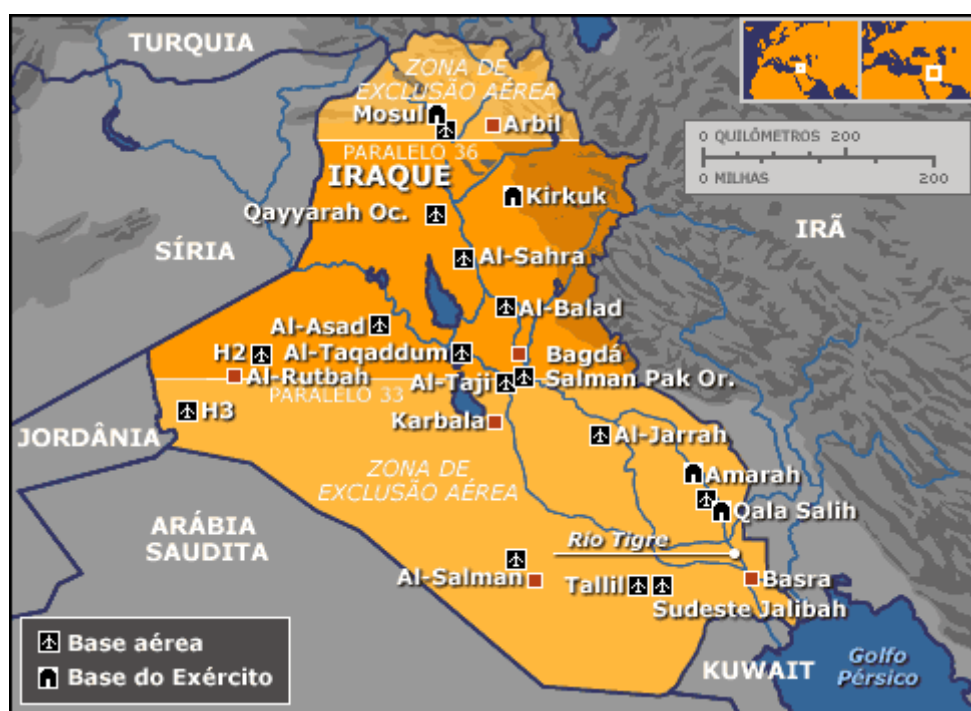 TURQUIA
ZONA DE
EXCLUSÃO AÉREA
Mosul
Arbil
0 QUILÔMETROS 200
0 MILHAS 200
PARALELO 36
IRAQUE
Kirkuk
Qayyarah Oc.
IRÃ
SÍRIA
Al-Sahra
Al-Balad
Al-Asad
H2
Al-Taqaddum
Bagdá
Al-Rutbah
Al-Taji
Salman Pak Or.
PARALELO 33
H3
Karbala
JORDÂNIA
Al-Jarrah
ZONA DE
EXCLUSÃO AÉREA
Amarah
Qala Salih
ARÁBIA
SAUDITA
Rio Tigre
Al-Salman
Tallil
Basra
Sudeste Jalibah
Base aérea
Base do Exército
KUWAIT
Golfo
Pérsico